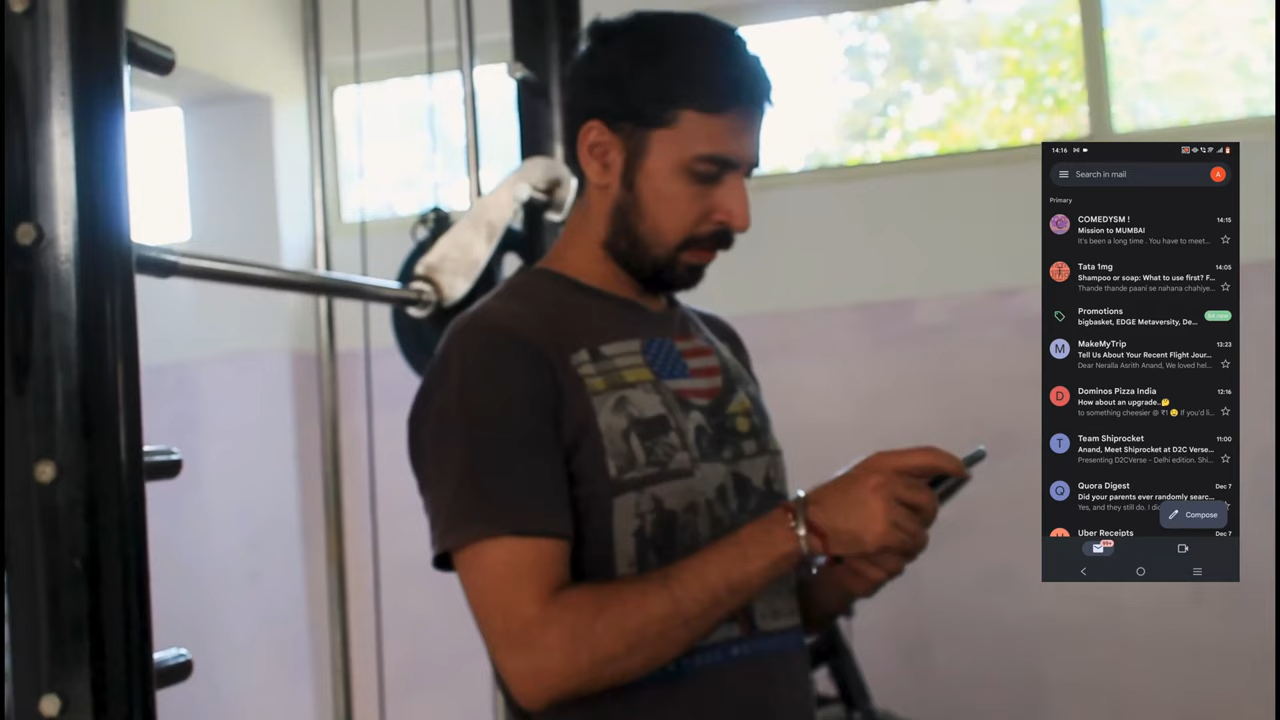 14:16
Search in mail
A
Primary
COMEDYSM !
14:15
Mission to MUMBAI
It's been a long time . You have to meet...
Tata 1mg
14:05
Shampoo or soap: What to use first? F...
Thande thande paani se nahana chahiye...
Promotions
bigbasket, EDGE Metaversity, De...
M
MakeMyTrip
13:23
Tell Us About Your Recent Flight Jour...
Dear Neralla Asrith Anand, We loved hel...
D
Dominos Pizza India
12:16
How about an upgrade..🤔
to something cheesier @ ₹1 🤤 If you'd li...
T
Team Shiprocket
11:00
Anand, Meet Shiprocket at D2C Verse...
Presenting D2CVerse - Delhi edition. Shi...
Q
Quora Digest
Dec 7
Did your parents ever randomly searc...
Yes, and they still do. I
Compose
Uber Receipts
Dec 7
99+